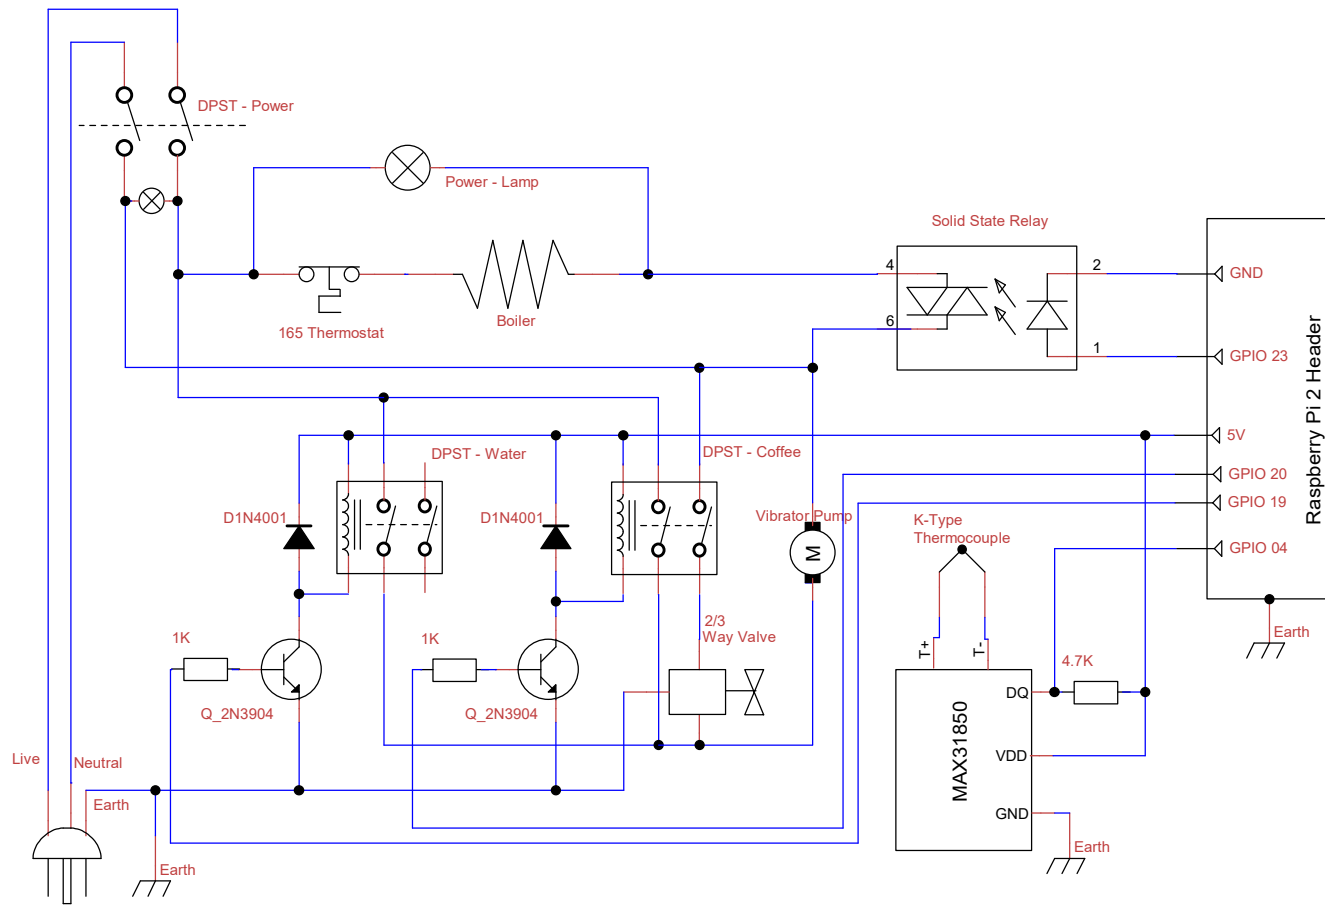 DPST - Power
Power - Lamp
Solid State Relay
4
2
GND
165 Thermostat
Boiler
6
1
GPIO 23
Raspberry Pi 2 Header
5V
DPST - Water
DPST - Coffee
GPIO 20
GPIO 19
D1N4001
D1N4001
Vibrator Pump
M
K-Type
Thermocouple
GPIO 04
2/3
Way Valve
1K
1K
T+
T-
4.7K
Earth
Q_2N3904
Q_2N3904
DQ
MAX31850
VDD
GND
Live
Neutral
Earth
Earth
Earth